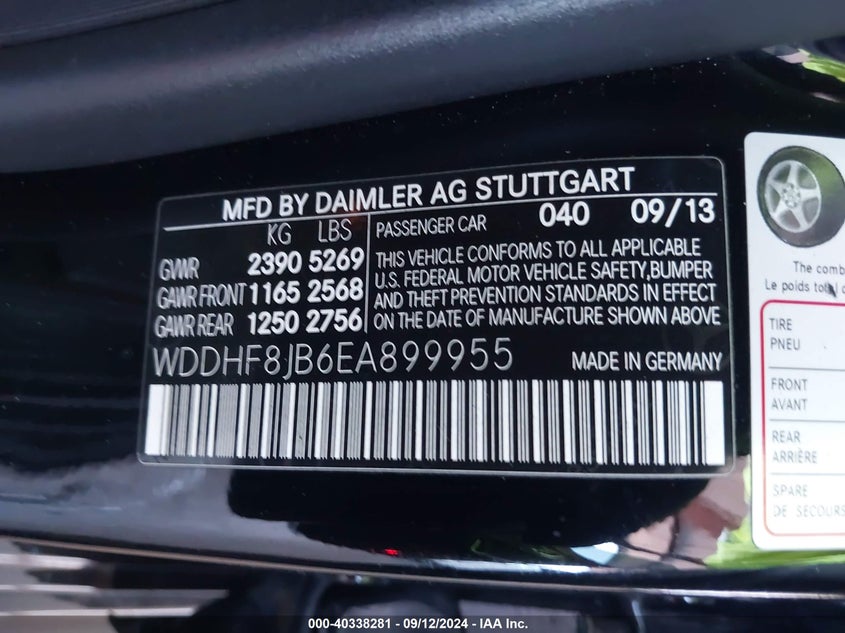 MFD BY DAIMLER AG STUTTGART
KG LBS
GVWR 2390 5269
GAWR FRONT 1165 2568
GAWR REAR 1250 2756
PASSENGER CAR 040 09/13
THIS VEHICLE CONFORMS TO ALL APPLICABLE
U.S. FEDERAL MOTOR VEHICLE SAFETY,BUMPER
AND THEFT PREVENTION STANDARDS IN EFFECT
ON THE DATE OF MANUFACTURE SHOWN ABOVE
WDDHF8JB6EA899955 MADE IN GERMANY
The comb
Le poids total
TIRE
PNEU
FRONT
AVANT
REAR
ARRIÈRE
SPARE
DE SECOURS
000-40338281 - 09/12/2024 - IAA Inc.